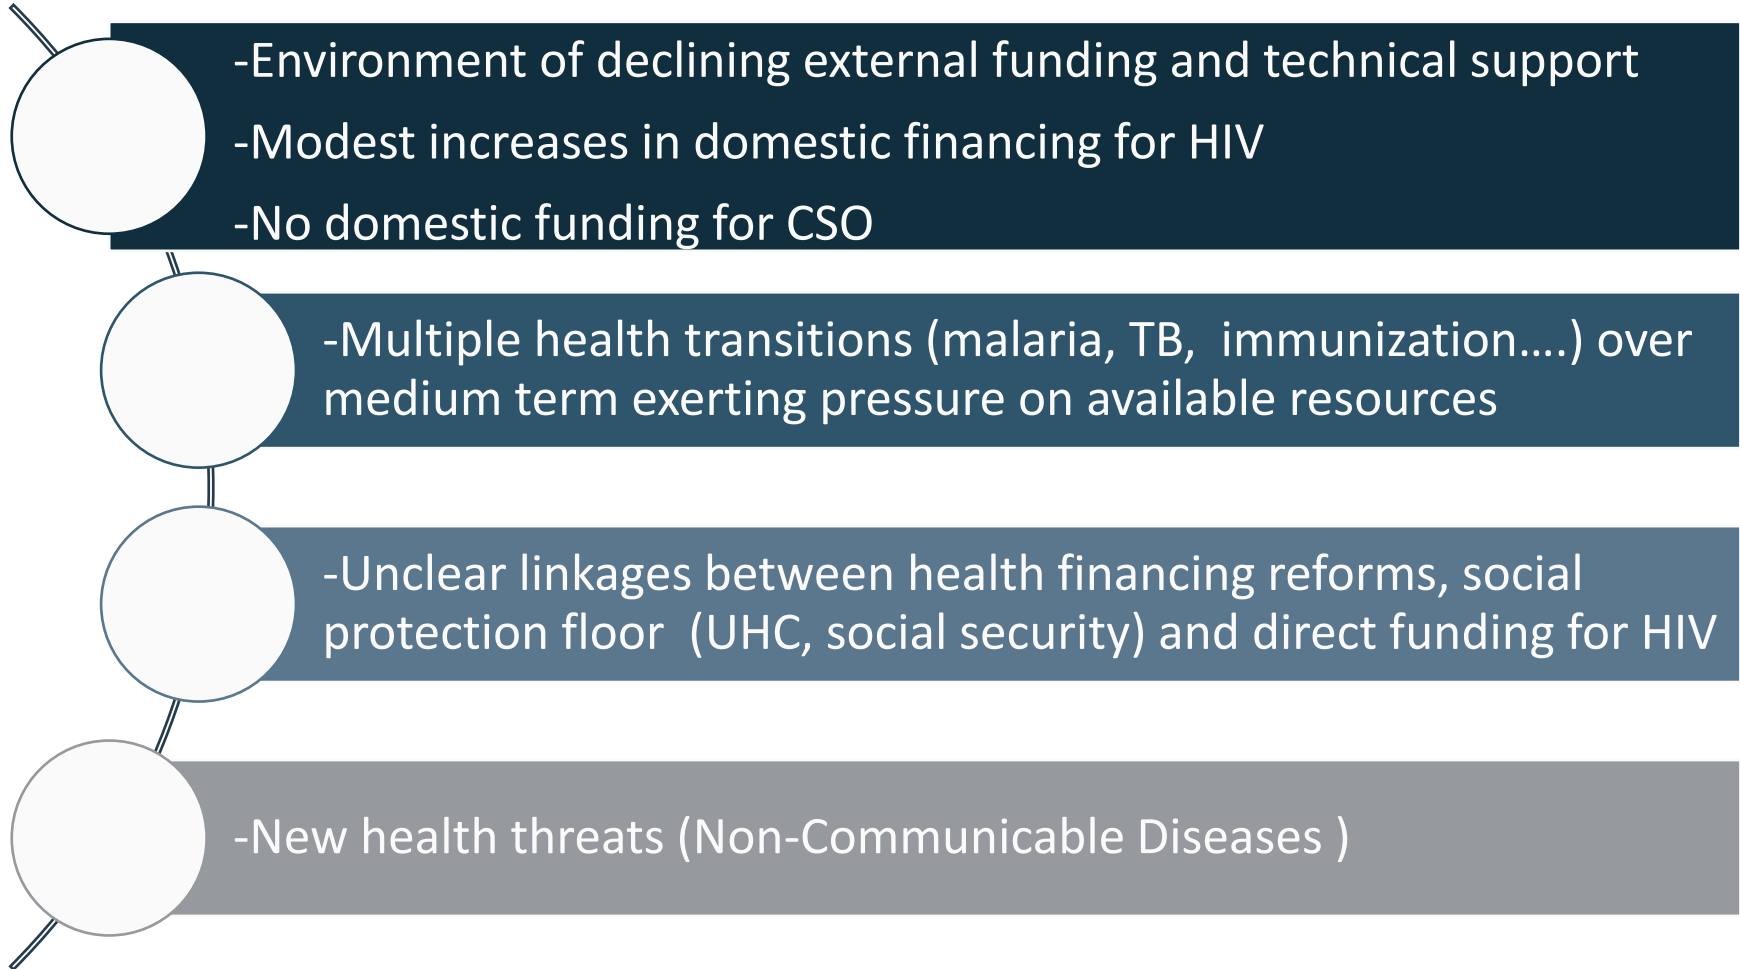 -Environment of declining external funding and technical support
-Modest increases in domestic financing for HIV
-No domestic funding for CSO
-Multiple health transitions (malaria, TB,  immunization….) over
medium term exerting pressure on available resources
-Unclear linkages between health financing reforms, social
protection floor  (UHC, social security) and direct funding for HIV
-New health threats (Non-Communicable Diseases )